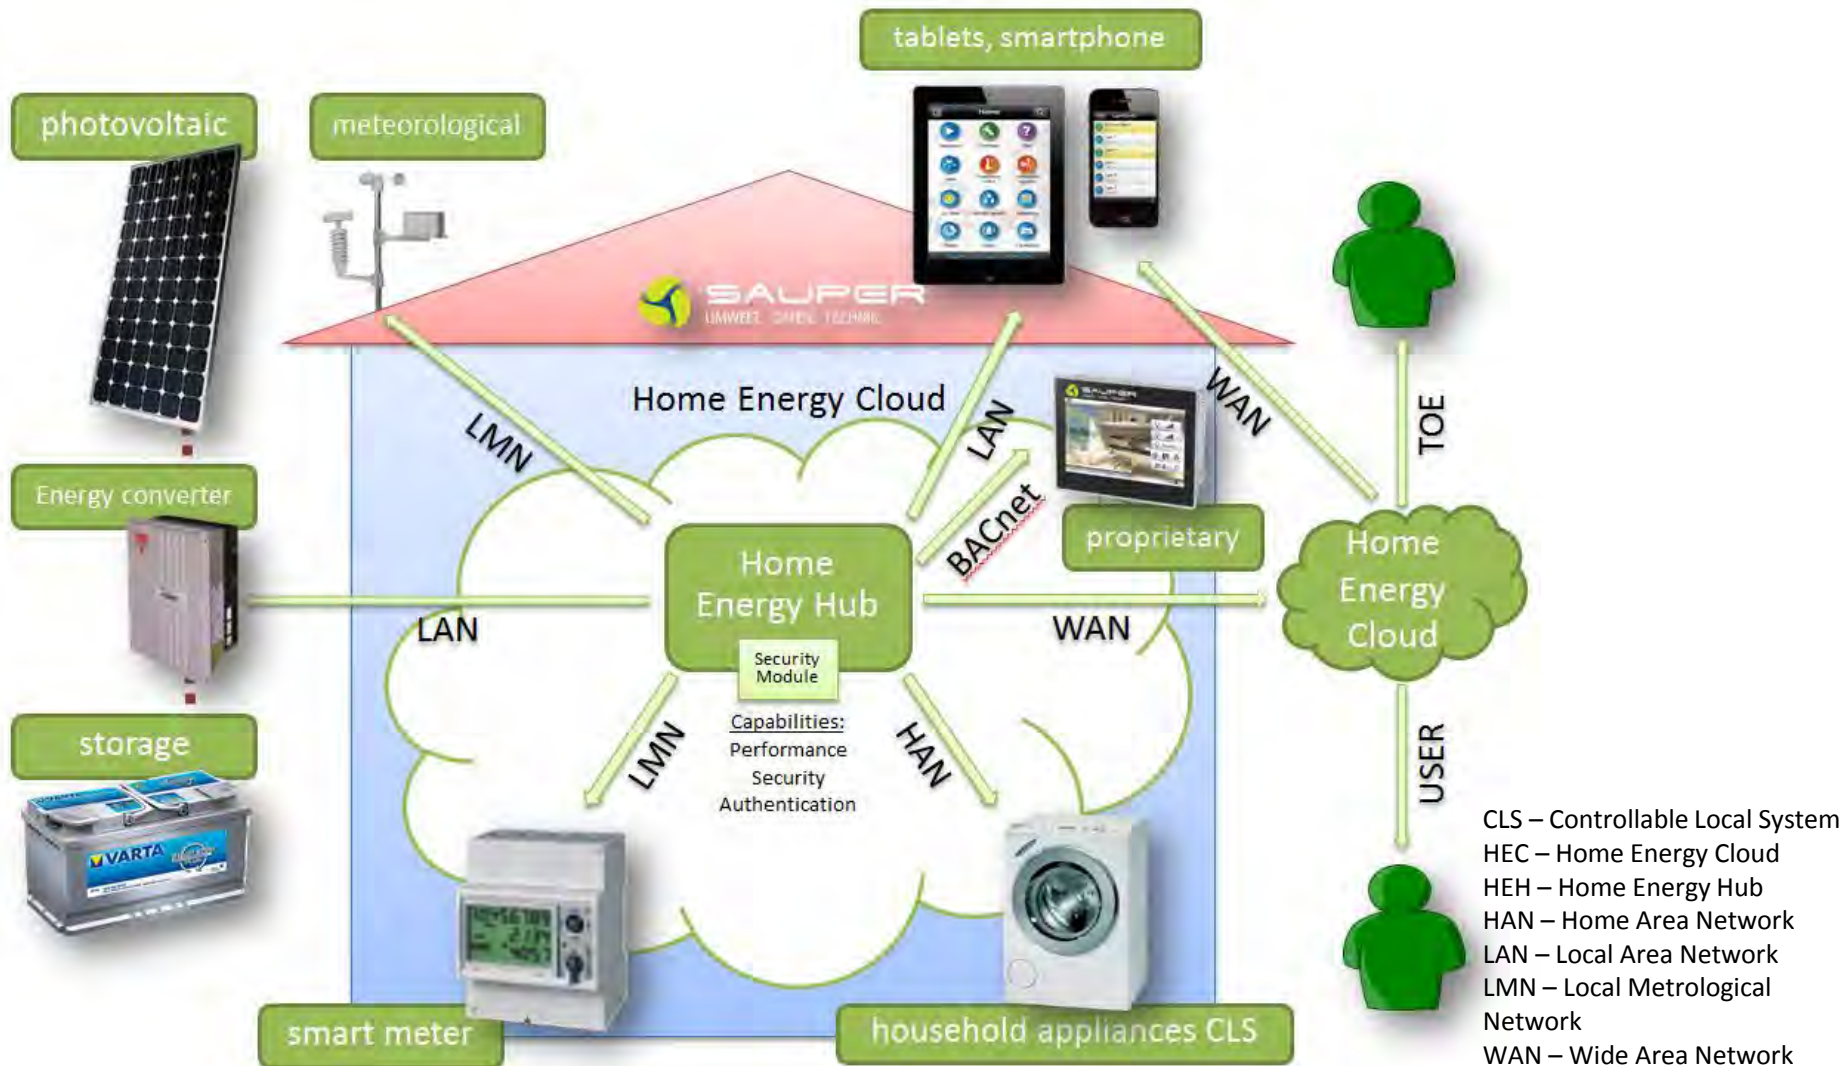 tablets, smartphone
photovoltaic
meteorological
Home
SAUPER
UMWELT DATEN TECHNIK
Home Energy Cloud
SAUPER
LMN
LAN
WAN
TOE
BACnet
Energy converter
proprietary
Home
Energy Hub
Home
Energy
Cloud
LAN
WAN
Security
Module
Capabilities:
Performance
Security
Authentication
LMN
HAN
USER
storage
VARTA
smart meter
household appliances CLS
CLS – Controllable Local System
HEC – Home Energy Cloud
HEH – Home Energy Hub
HAN – Home Area Network
LAN – Local Area Network
LMN – Local Metrological
Network
WAN – Wide Area Network